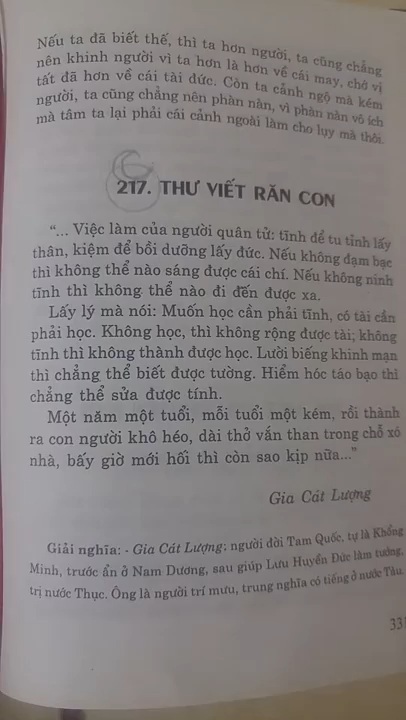 Nếu ta đã biết thế, thì ta hơn người, ta cũng chẳng
nên khinh người vì ta hơn là hơn về cái may, chớ vị
tất đã hơn về cái tài đức. Còn ta cảnh ngộ mà kém
người, ta cũng chẳng nên phàn nàn, vì phàn nàn vô ích
mà tâm ta lại phải cái cảnh ngoài làm cho lụy mà thôi.
217. THƯ VIẾT RĂN CON
“... Việc làm của người quân tử: tĩnh để tu tỉnh lấy
thân, kiệm để bồi dưỡng lấy đức. Nếu không đạm bạc
thì không thể nào sáng được cái chí. Nếu không ninh
tĩnh thì không thể nào đi đến được xa.
Lấy lý mà nói: Muốn học cần phải tĩnh, có tài cần
phải học. Không học, thì không rộng được tài; không
tĩnh thì không thành được học. Lười biếng khinh mạn
thì chẳng thể biết được tường. Hiểm hóc táo bạo thì
chẳng thể sửa được tính.
Một năm một tuổi, mỗi tuổi một kém, rồi thành
ra con người khô héo, dài thở vắn than trong chỗ xó
nhà, bấy giờ mới hối thì còn sao kịp nữa...”
Gia Cát Lượng
Giải nghĩa: - Gia Cát Lượng: người đời Tam Quốc, tự là Khổng
Minh, trước ẩn ở Nam Dương, sau giúp Lưu Huyền Đức làm tướng,
trị nước Thục. Ông là người trí mưu, trung nghĩa có tiếng ở nước Tàu.